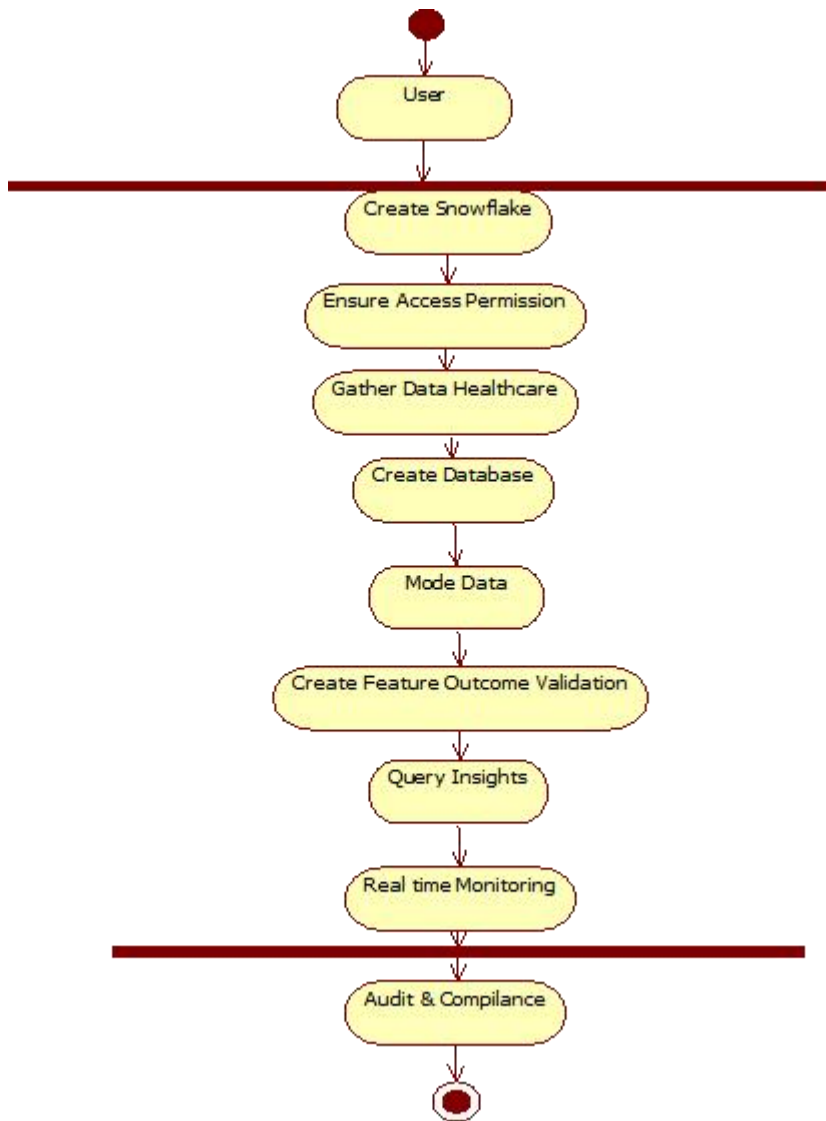 User
Create Snowflake
Ensure Access Permission
Gather Data Healthcare
Create Database
Mode Data
Create Feature Outcome Validation
Query Insights
Real time Monitoring
Audit & Compilance